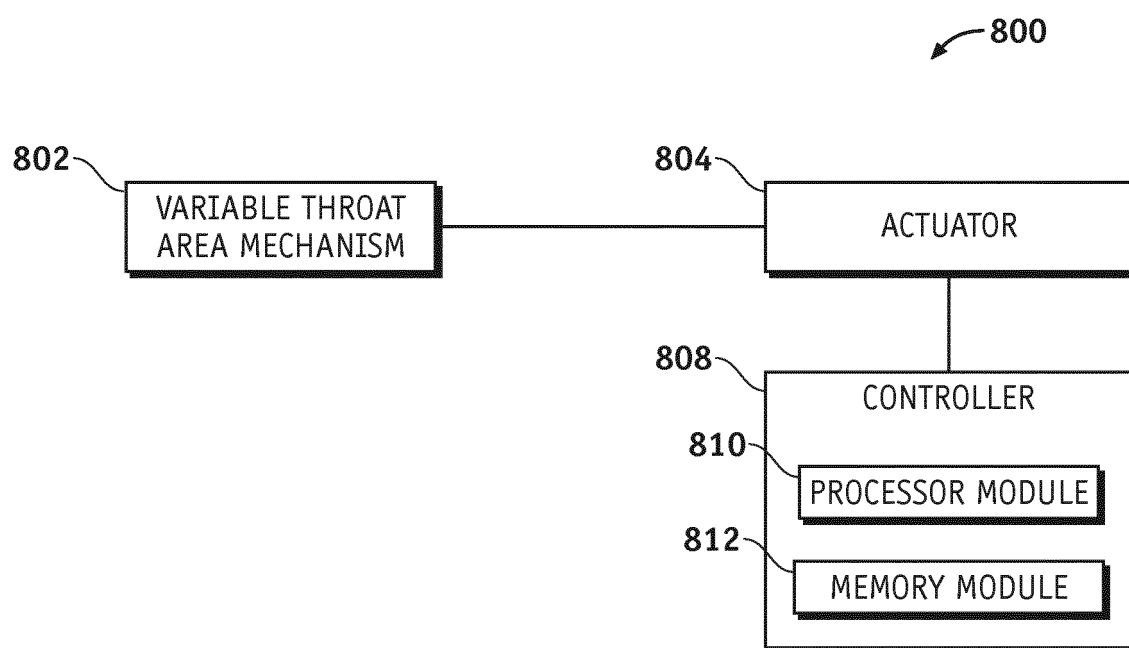 800
802
804
VARIABLE THROAT
AREA MECHANISM
ACTUATOR
808
CONTROLLER
810
PROCESSOR MODULE
812
MEMORY MODULE